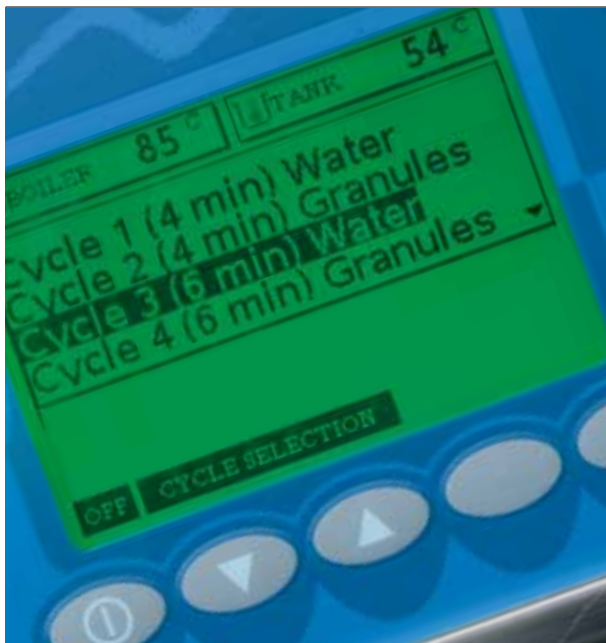 BOILER 85 °C TANK 54 °C
Cycle 1 (4 min) Water
Cycle 2 (4 min) Granules
Cycle 3 (6 min) Water
Cycle 4 (6 min) Granules
OFF CYCLE SELECTION